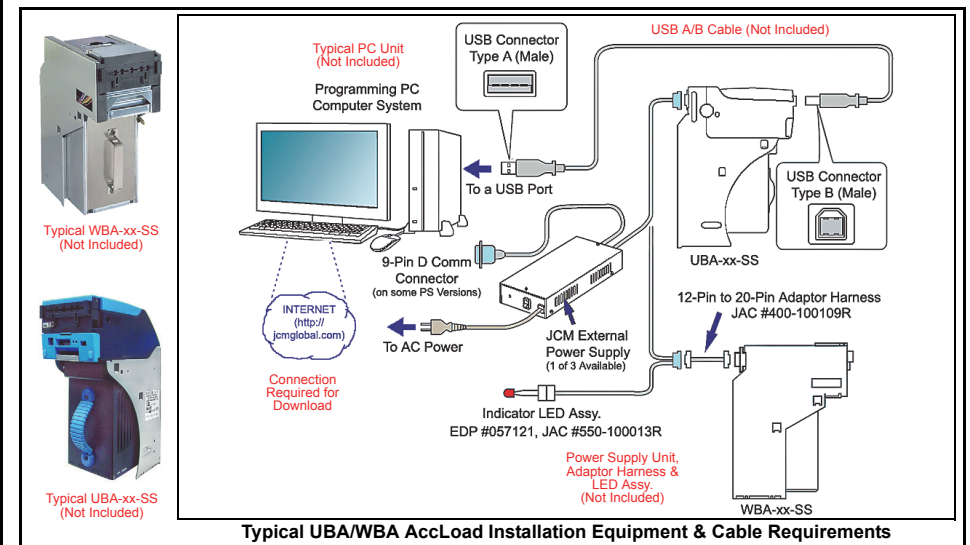 Typical WBA-xx-SS
(Not Included)
Typical UBA-xx-SS
(Not Included)
Typical PC Unit
(Not Included)
Programming PC
Computer System
USB Connector
Type A (Male)
USB A/B Cable (Not Included)
To a USB Port
USB Connector
Type B (Male)
UBA-xx-SS
9-Pin D Comm
Connector
(on some PS Versions)
INTERNET
(http://
jcmglobal.com)
To AC Power
Connection
Required for
Download
JCM External
Power Supply
(1 of 3 Available)
12-Pin to 20-Pin Adaptor Harness
JAC #400-100109R
Indicator LED Assy.
EDP #057121, JAC #550-100013R
Power Supply Unit,
Adaptor Harness &
LED Assy.
(Not Included)
WBA-xx-SS
Typical UBA/WBA AccLoad Installation Equipment & Cable Requirements